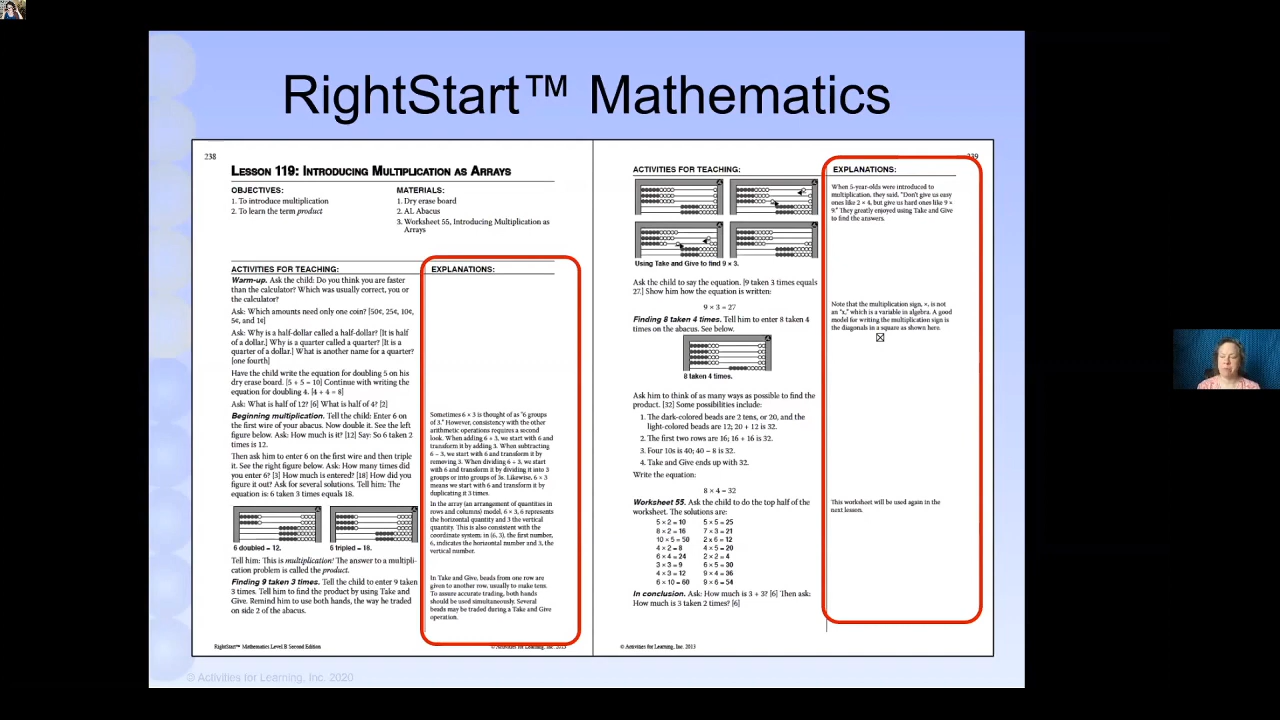 RightStart™ Mathematics
238
LESSON 119: INTRODUCING MULTIPLICATION AS ARRAYS
OBJECTIVES:
1. To introduce multiplication
2. To learn the term product
MATERIALS:
1. Dry erase board
2. AL Abacus
3. Worksheet 55, Introducing Multiplication as
Arrays
ACTIVITIES FOR TEACHING:
Warm-up. Ask the child: Do you think you are faster
than the calculator? Which was usually correct, you or
the calculator?
Ask: Which amounts need only one coin? [50¢, 25¢, 10¢,
5¢, and 1¢]
Ask: Why is a half-dollar called a half-dollar? [It is half
of a dollar.] Why is a quarter called a quarter? [It is a
quarter of a dollar.] What is another name for a quarter?
[one fourth]
Have the child write the equation for doubling 5 on his
dry erase board. [5 + 5 = 10] Continue with writing the
equation for doubling 4. [4 + 4 = 8]
Ask: What is half of 12? [6] What is half of 4? [2]
Beginning multiplication. Tell the child: Enter 6 on
the first wire of your abacus. Now double it. See the left
figure below. Ask: How much is it? [12] Say: So 6 taken 2
times is 12.
Then ask him to enter 6 on the first wire and then triple
it. See the right figure below. Ask: How many times did
you enter 6? [3] How much is entered? [18] How did you
figure it out? Ask for several solutions. Tell him: The
equation is: 6 taken 3 times equals 18.
6 doubled = 12.
6 tripled = 18.
Tell him: This is multiplication! The answer to a multipli-
cation problem is called the product.
Finding 9 taken 3 times. Tell the child to enter 9 taken
3 times. Tell him to find the product by using Take and
Give. Remind him to use both hands, the way he traded
on side 2 of the abacus.
EXPLANATIONS:
Sometimes 6 × 3 is thought of as "6 groups
of 3." However, consistency with the other
arithmetic operations requires a second
look. When adding 6 + 3, we start with 6 and
transform it by adding 3. When subtracting
6 – 3, we start with 6 and transform it by
removing 3. When dividing 6 ÷ 3, we start
with 6 and transform it by dividing it into 3
groups or into groups of 3s. Likewise, 6 × 3
means we start with 6 and transform it by
duplicating it 3 times.
In the array (an arrangement of quantities in
rows and columns) model, 6 × 3, 6 represents
the horizontal quantity and 3 the vertical
quantity. This is also consistent with the
coordinate system; in (6, 3), the first number,
6, indicates the horizontal number and 3, the
vertical number.
In Take and Give, beads from one row are
given to another row, usually to make tens.
To assure accurate trading, both hands
should be used simultaneously. Several
beads may be traded during a Take and Give
operation.
RightStart™ Mathematics Level B Second Edition
© Activities for Learning, Inc. 2013
239
ACTIVITIES FOR TEACHING:
Using Take and Give to find 9 × 3.
Ask the child to say the equation. [9 taken 3 times equals
27.] Show him how the equation is written:
9 × 3 = 27
Finding 8 taken 4 times. Tell him to enter 8 taken 4
times on the abacus. See below.
8 taken 4 times.
Ask him to think of as many ways as possible to find the
product. [32] Some possibilities include:
1. The dark-colored beads are 2 tens, or 20, and the
light-colored beads are 12; 20 + 12 is 32.
2. The first two rows are 16; 16 + 16 is 32.
3. Four 10s is 40; 40 – 8 is 32.
4. Take and Give ends up with 32.
Write the equation:
8 × 4 = 32
Worksheet 55. Ask the child to do the top half of the
worksheet. The solutions are:
5 × 2 = 10 5 × 5 = 25
8 × 2 = 16 7 × 3 = 21
10 × 5 = 50 2 × 6 = 12
4 × 2 = 8 4 × 5 = 20
6 × 4 = 24 2 × 2 = 4
3 × 3 = 9 6 × 5 = 30
4 × 3 = 12 9 × 4 = 36
6 × 10 = 60 9 × 6 = 54
In conclusion. Ask: How much is 3 + 3? [6] Then ask:
How much is 3 taken 2 times? [6]
EXPLANATIONS:
When 5-year-olds were introduced to
multiplication, they said, "Don't give us easy
ones like 2 × 4, but give us hard ones like 9 ×
9." They greatly enjoyed using Take and Give
to find the answers.
Note that the multiplication sign, ×, is not
an "x," which is a variable in algebra. A good
model for writing the multiplication sign is
the diagonals in a square as shown here.
This worksheet will be used again in the
next lesson.
© Activities for Learning, Inc. 2013
© Activities for Learning, Inc. 2020